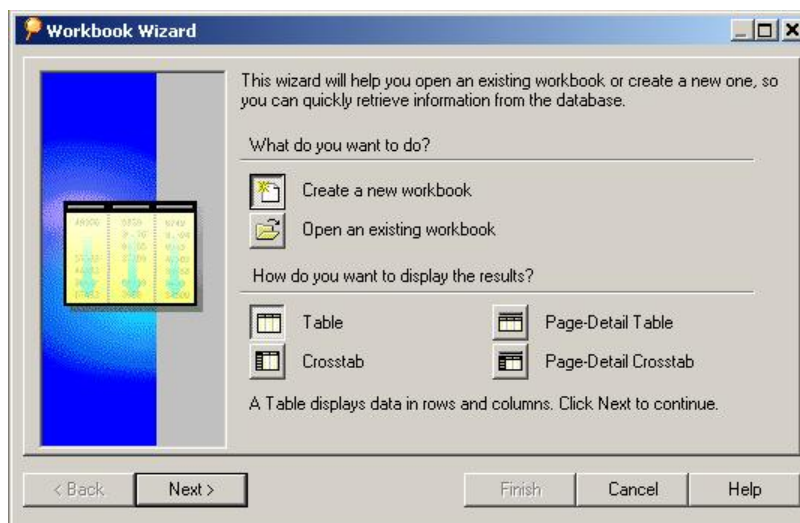 Workbook Wizard
This wizard will help you open an existing workbook or create a new one, so
you can quickly retrieve information from the database.
What do you want to do?
Create a new workbook
Open an existing workbook
How do you want to display the results?
Table
Page-Detail Table
Crosstab
Page-Detail Crosstab
A Table displays data in rows and columns. Click Next to continue.
< Back
Next >
Finish
Cancel
Help